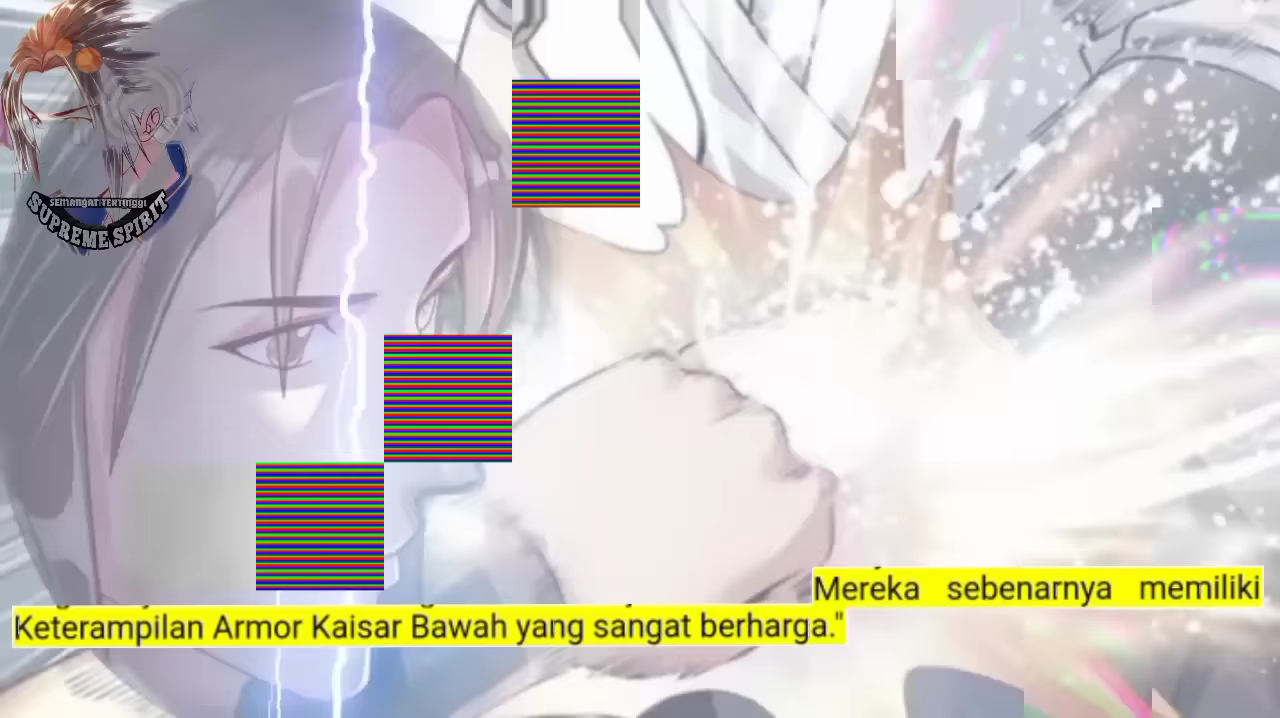 SEMANGAT TERTINGGI
SUPREME SPIRIT
Mereka sebenarnya memiliki
Keterampilan Armor Kaisar Bawah yang sangat berharga."